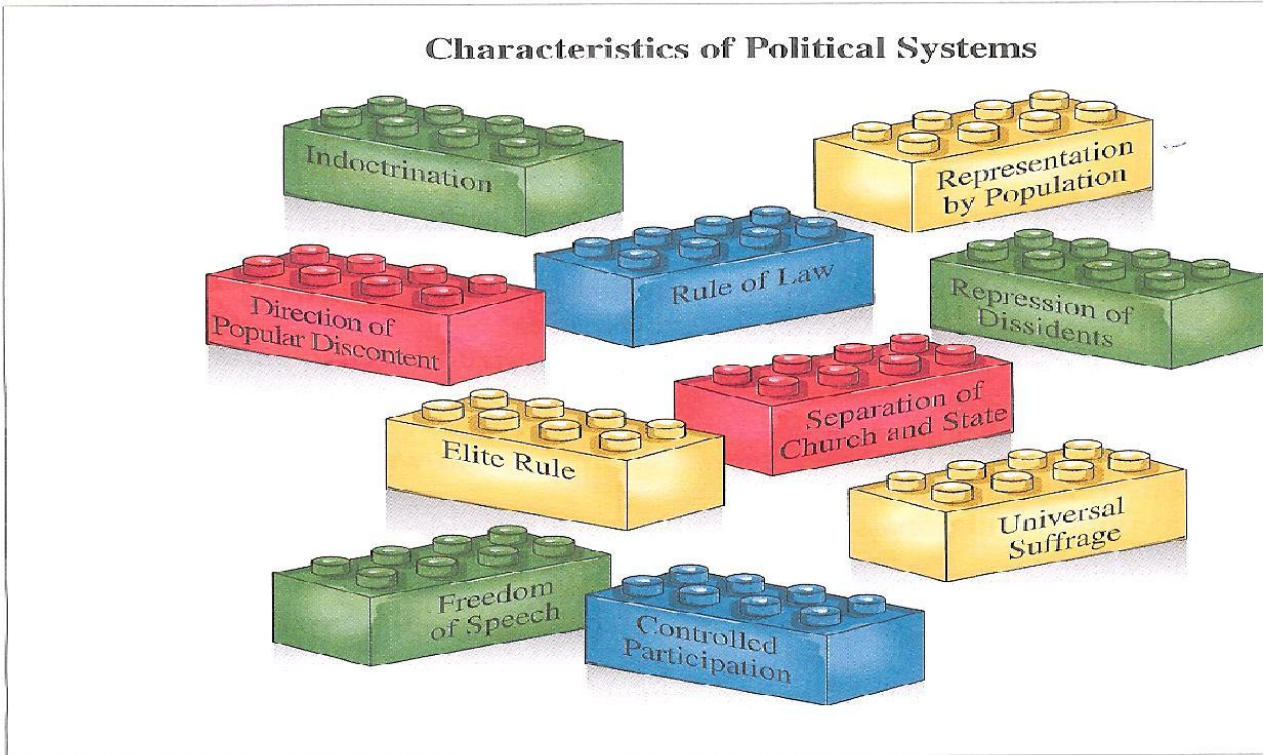 Characteristics of Political Systems
Indoctrination
Representation
by Population
Rule of Law
Direction of
Popular Discontent
Repression of
Dissidents
Separation of
Church and State
Elite Rule
Universal
Suffrage
Freedom
of Speech
Controlled
Participation